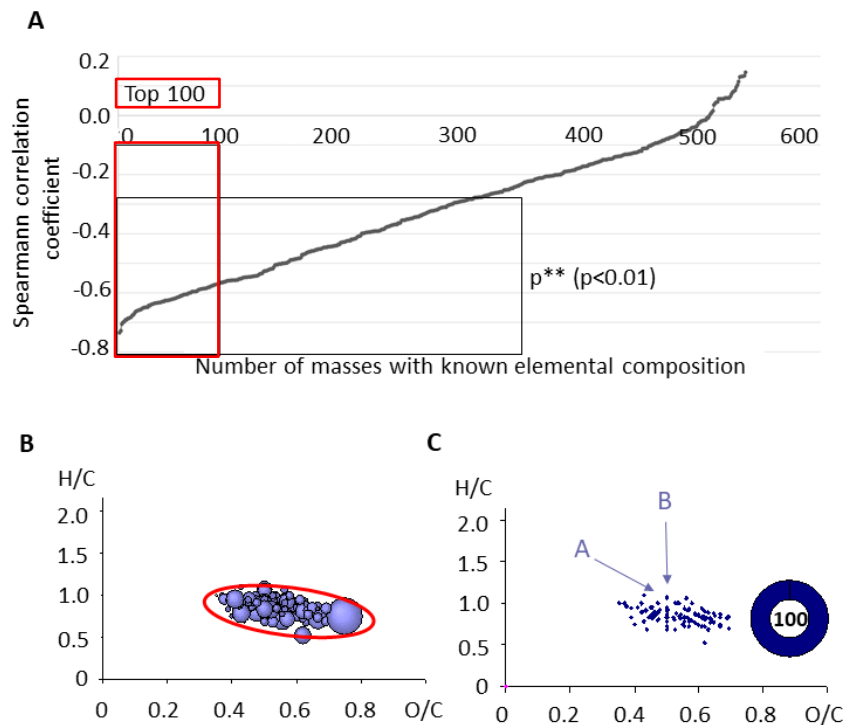 A
Spearmann correlation
coefficient
0.2
0.0
-0.2
-0.4
-0.6
-0.8
Top 100
0 100 200 300 400 500 600
p** (p<0.01)
Number of masses with known elemental composition
B
H/C
2.0
1.5
1.0
0.5
0
0 0.2 0.4 0.6 0.8 O/C
C
H/C
2.0
1.5
1.0
0.5
0
A
B
100
0 0.2 0.4 0.6 0.8 O/C